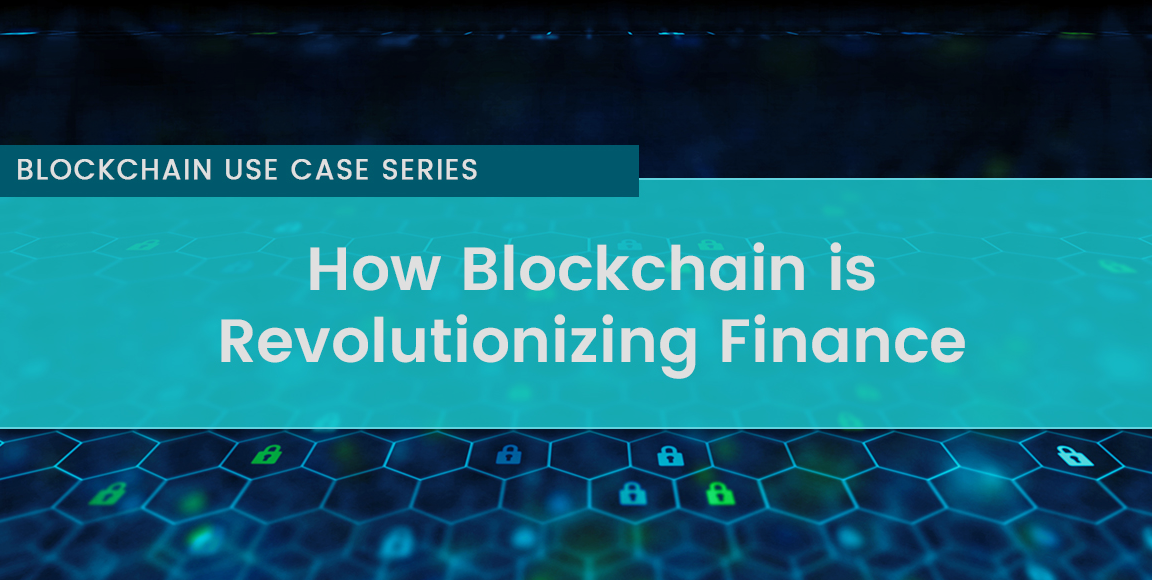 BLOCKCHAIN USE CASE SERIES
How Blockchain is
Revolutionizing Finance